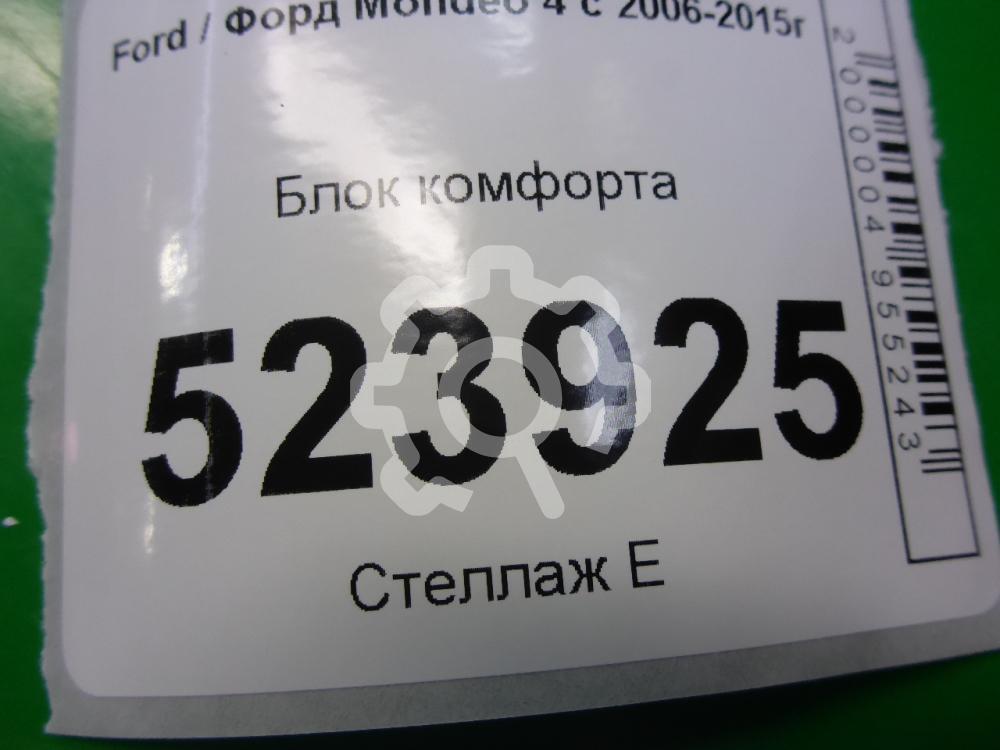 Ford / Форд Mondeo 4 с 2006-2015г
Блок комфорта
523925
Стеллаж Е
2000004955243